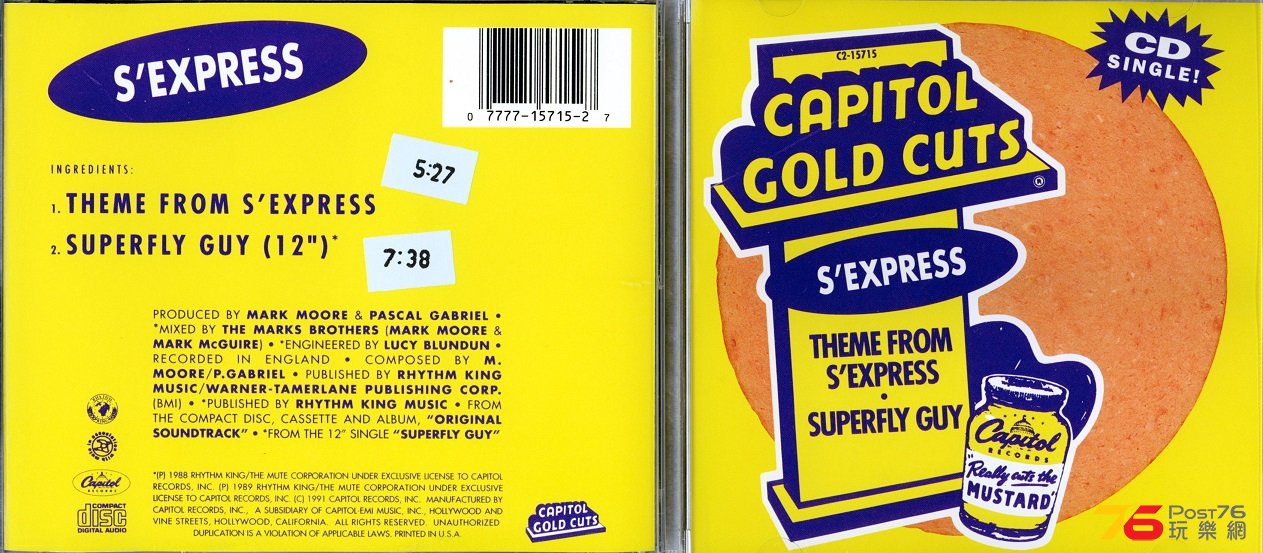 S'EXPRESS
0 7777-15715-2 7
INGREDIENTS:
5:27
1. THEME FROM S'EXPRESS
2. SUPERFLY GUY (12")*
7:38
PRODUCED BY MARK MOORE & PASCAL GABRIEL •
*MIXED BY THE MARKS BROTHERS (MARK MOORE &
MARK McGUIRE) • *ENGINEERED BY LUCY BLUNDUN •
RECORDED IN ENGLAND • COMPOSED BY M.
MOORE/P.GABRIEL • PUBLISHED BY RHYTHM KING
MUSIC/WARNER-TAMERLANE PUBLISHING CORP.
(BMI) • *PUBLISHED BY RHYTHM KING MUSIC • FROM
THE COMPACT DISC, CASSETTE AND ALBUM, "ORIGINAL
SOUNDTRACK" • *FROM THE 12" SINGLE "SUPERFLY GUY"
Capitol
RECORDS
COMPACT
disc
DIGITAL AUDIO
(P) 1988 RHYTHM KING/THE MUTE CORPORATION UNDER EXCLUSIVE LICENSE TO CAPITOL
RECORDS, INC. (P) 1989 RHYTHM KING/THE MUTE CORPORATION UNDER EXCLUSIVE
LICENSE TO CAPITOL RECORDS, INC. (C) 1991 CAPITOL RECORDS, INC. MANUFACTURED BY
CAPITOL RECORDS, INC., A SUBSIDIARY OF CAPITOL-EMI MUSIC, INC., HOLLYWOOD AND
VINE STREETS, HOLLYWOOD, CALIFORNIA. ALL RIGHTS RESERVED. UNAUTHORIZED
DUPLICATION IS A VIOLATION OF APPLICABLE LAWS. PRINTED IN U.S.A.
CAPITOL
GOLD CUTS
C2-15715
CAPITOL
GOLD CUTS
CD
SINGLE!
S'EXPRESS
THEME FROM
S'EXPRESS
•
SUPERFLY GUY
Capitol
RECORDS
"Really cuts the
MUSTARD"
76 Post76
玩樂網